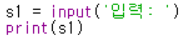 s1 = input('입력: ')
print(s1)